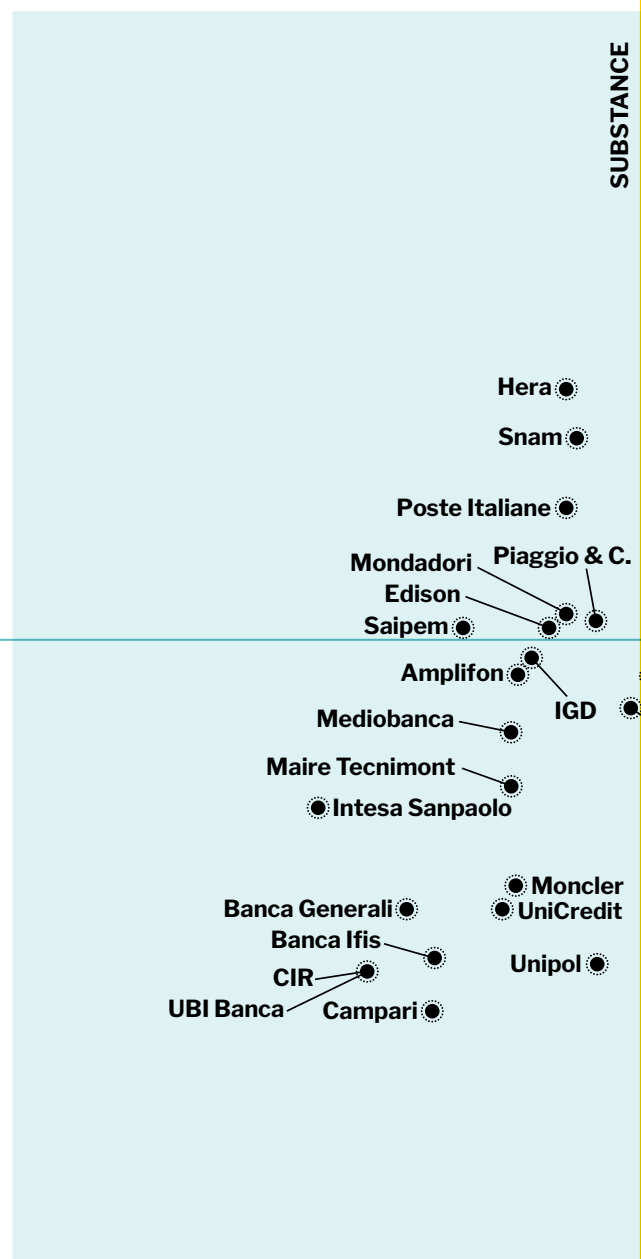 SUBSTANCE
Hera
Snam
Poste Italiane
Piaggio & C.
Mondadori
Edison
Saipem
Amplifon
IGD
Mediobanca
Maire Tecnimont
Intesa Sanpaolo
Moncler
Banca Generali
UniCredit
Banca Ifis
Unipol
CIR
UBI Banca
Campari